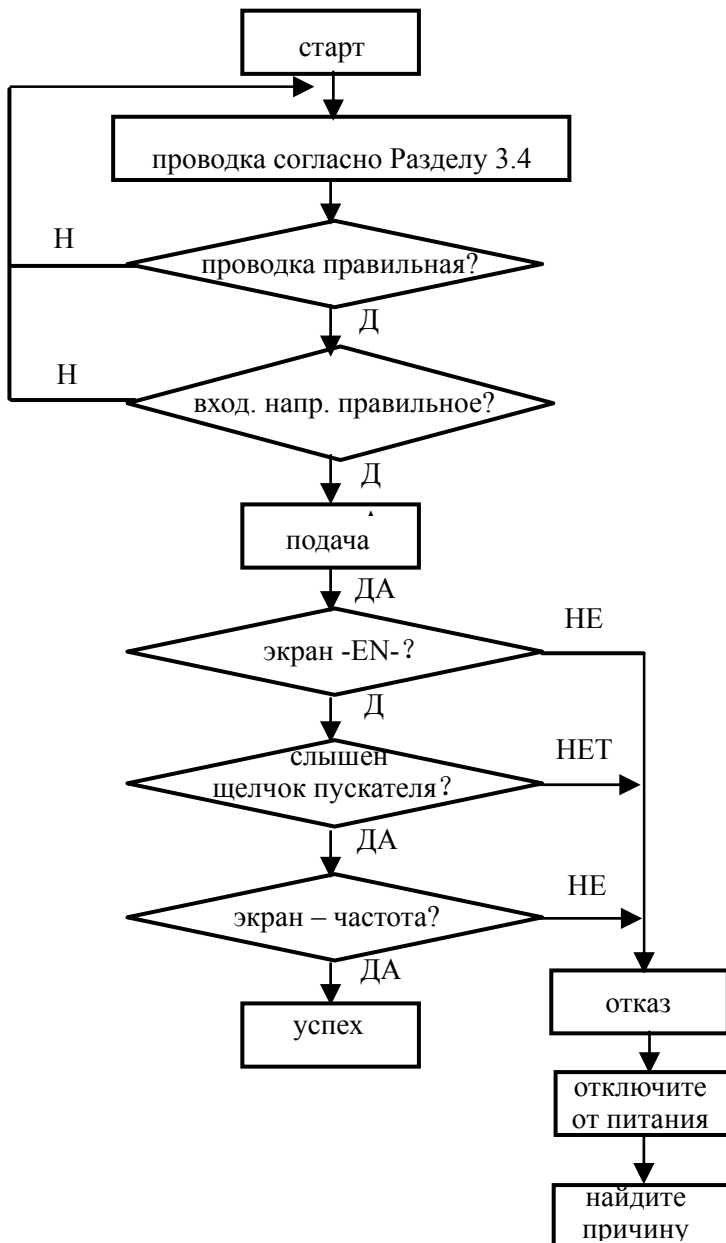 старт
проводка согласно Разделу 3.4
Н
проводка правильная?
Д
Н
вход. напр. правильное?
Д
подача
ДА
НЕ
экран -EN-?
Д
слышен
щелчок пускателя?
НЕТ
ДА
НЕ
экран – частота?
ДА
успех
отказ
отключите
от питания
найдите
причину